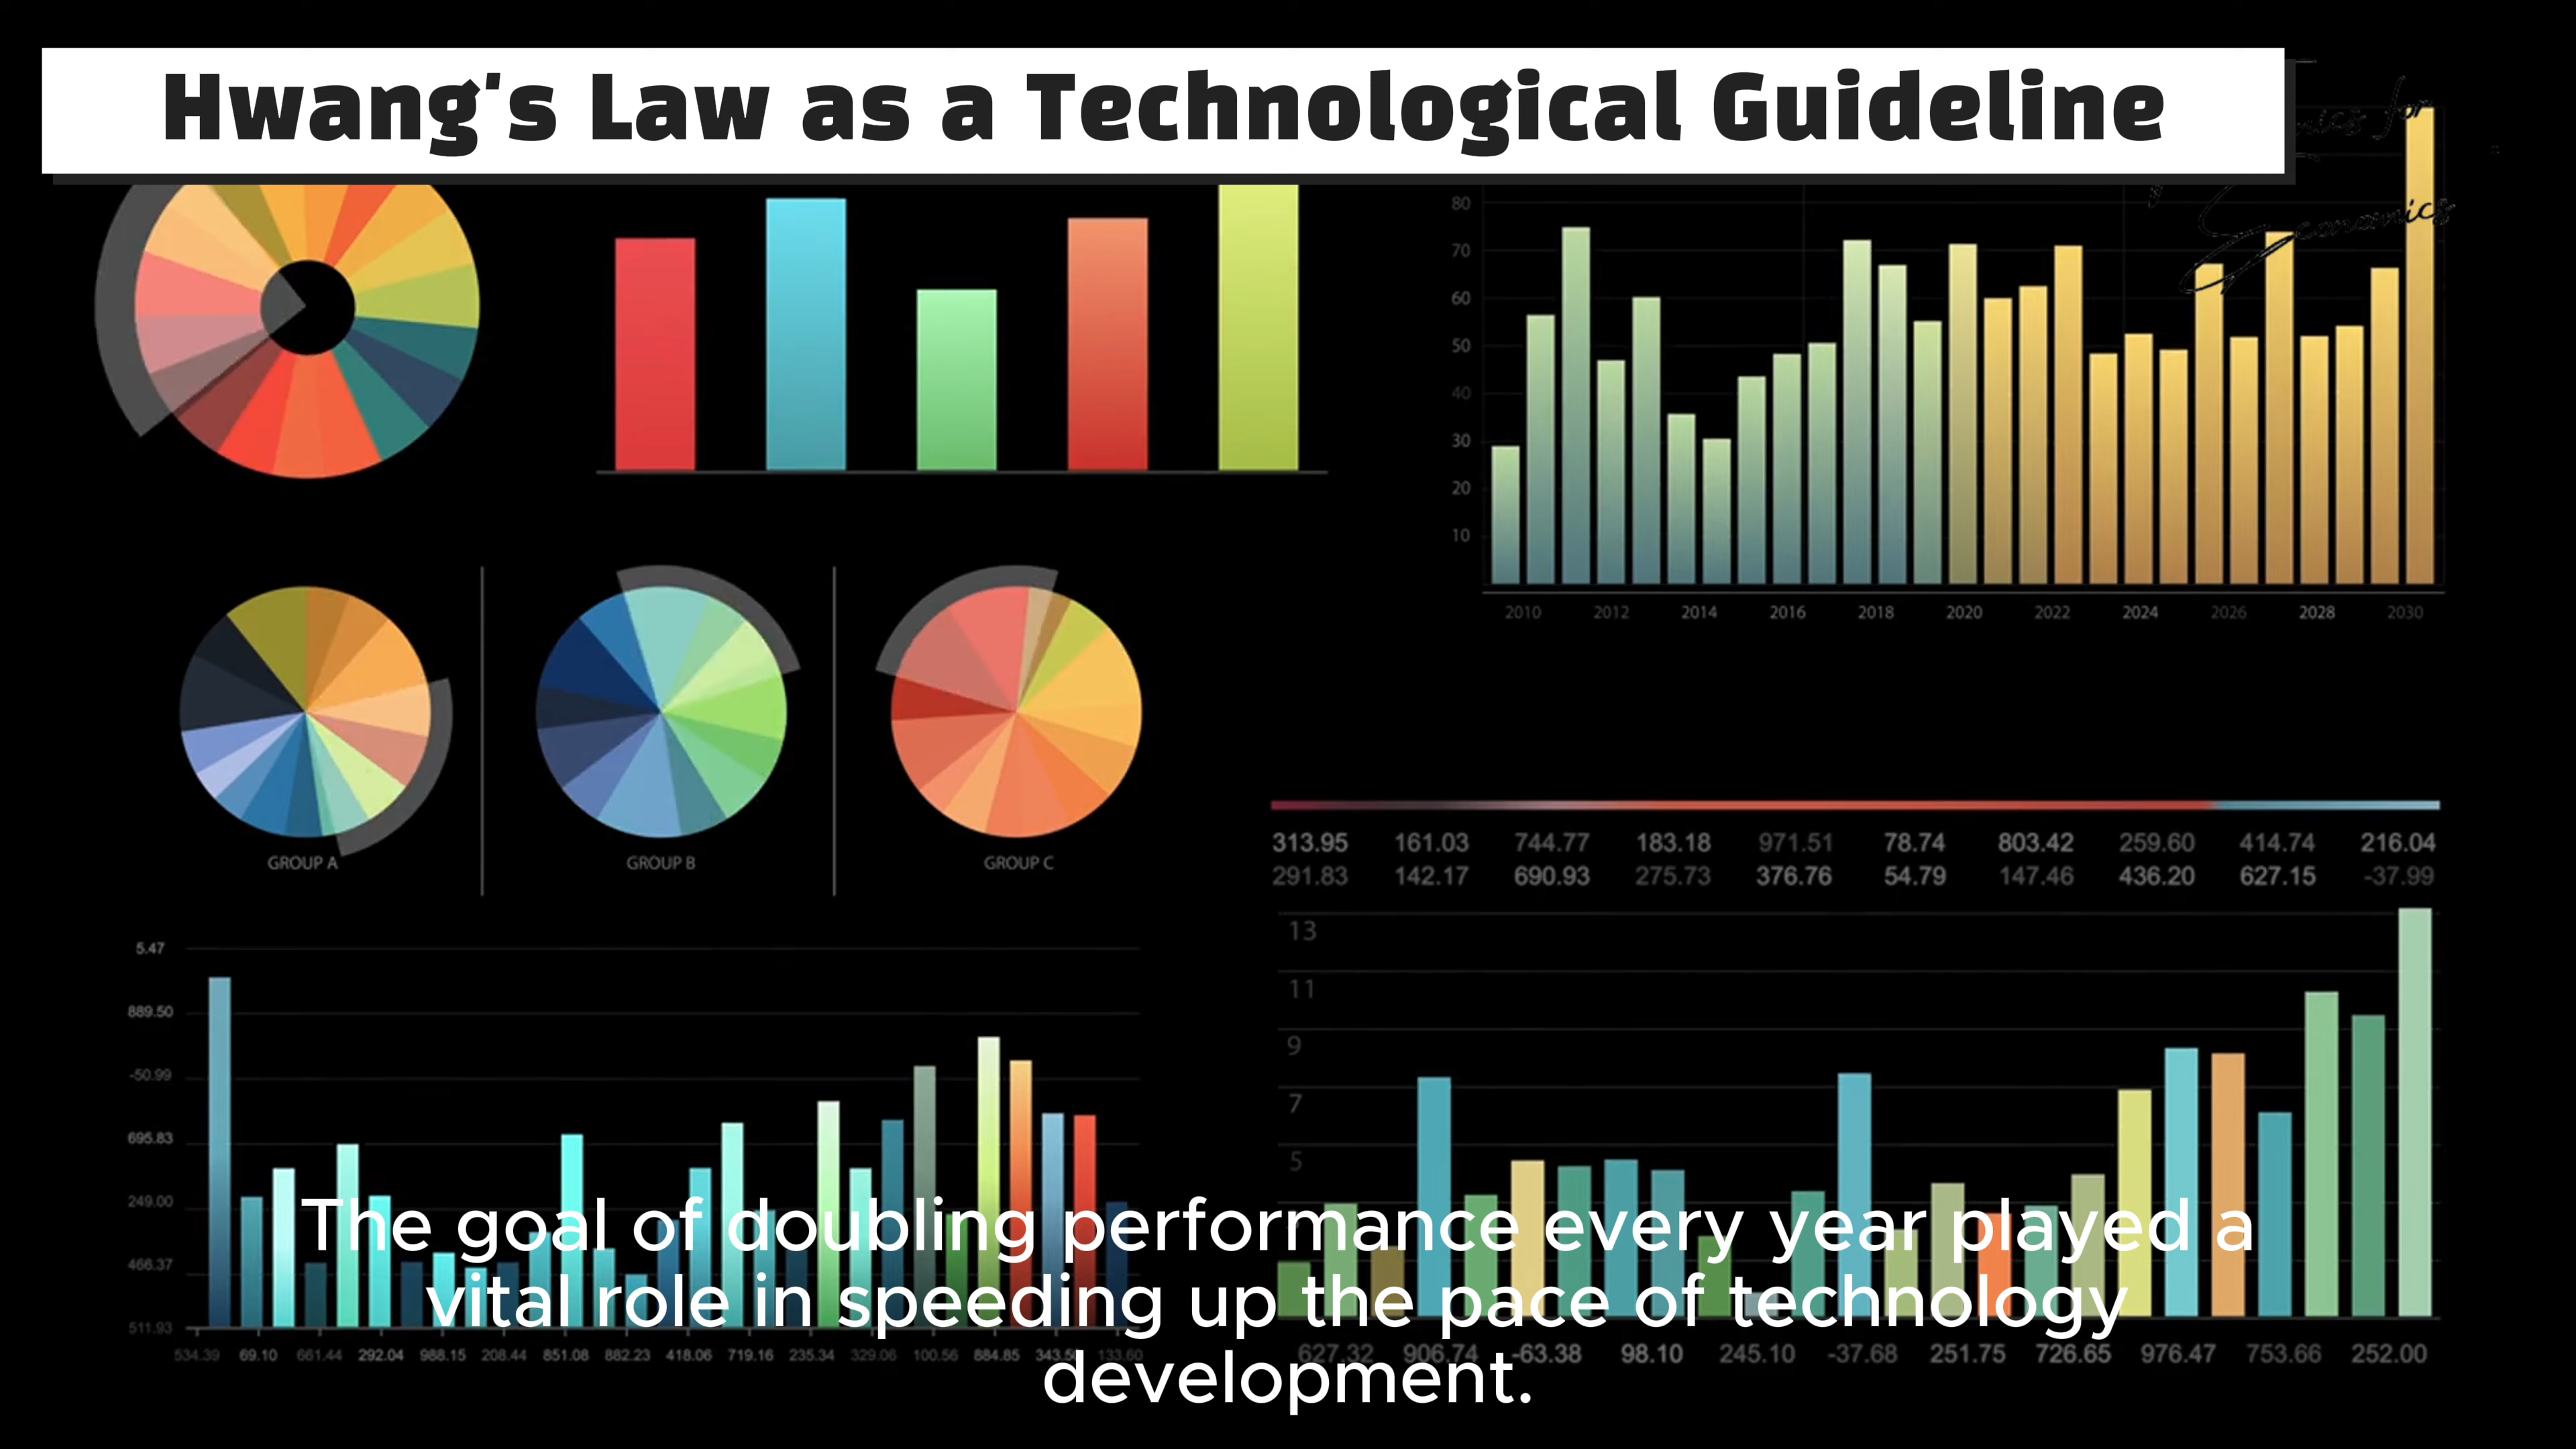 Hwang's Law as a Technological Guideline
for
80
70
60
50
40
30
20
10
2010 2012 2014 2016 2018 2020 2022 2024 2026 2028 2030
GROUP A
GROUP B
GROUP C
313.95 161.03 744.77 183.18 971.51 78.74 803.42 259.60 414.74 216.04
291.83 142.17 690.93 275.73 376.76 54.79 147.46 436.20 627.15 -37.99
5.47
889.50
-50.99
695.83
249.00
466.37
511.93
534.39 69.10 661.44 292.04 988.15 208.44 851.08 882.23 418.06 719.16 235.34 329.06 100.56 884.85 133.60
13
11
9
7
5
627.32 906.74 -63.38 98.10 245.10 -37.68 251.75 726.65 976.47 753.66 252.00
The goal of doubling performance every year played a
vital role in speeding up the pace of technology
development.